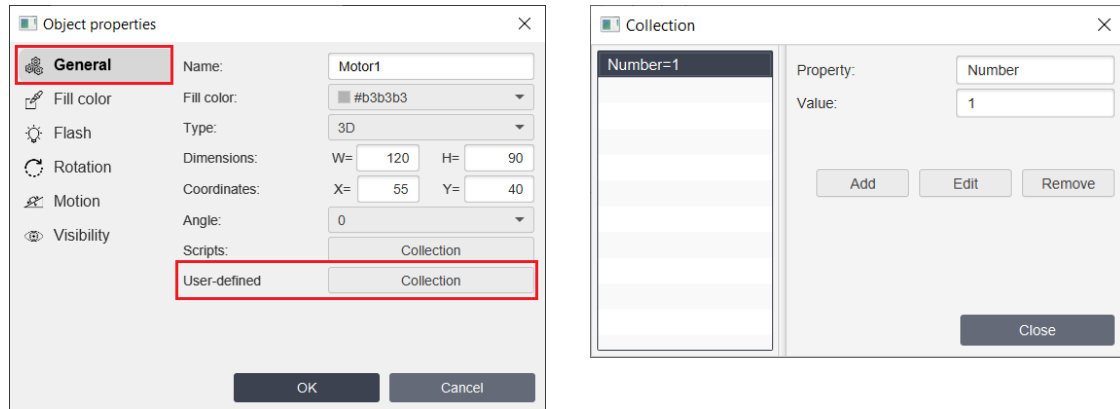 Object properties
General
Fill color
Flash
Rotation
Motion
Visibility
Name: Motor1
Fill color: #b3b3b3
Type: 3D
Dimensions: W= 120 H= 90
Coordinates: X= 55 Y= 40
Angle: 0
Scripts: Collection
User-defined Collection
OK Cancel
Collection
Number=1
Property: Number
Value: 1
Add Edit Remove
Close